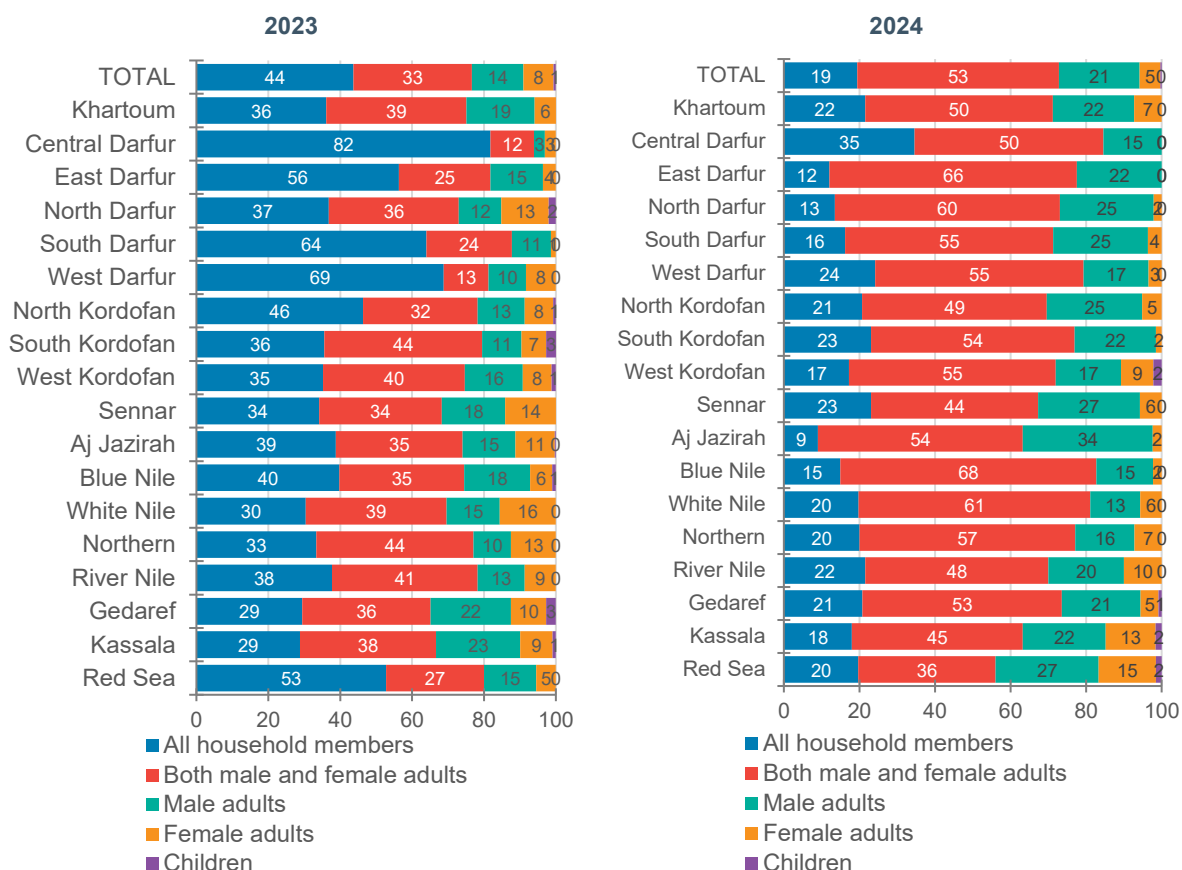 2023
TOTAL 44 33 14 8 1
Khartoum 36 39 19 6
Central Darfur 82 12 3 3 0
East Darfur 56 25 15 4 0
North Darfur 37 36 12 13 2
South Darfur 64 24 11 1 0
West Darfur 69 13 10 8 0
North Kordofan 46 32 13 8 1
South Kordofan 36 44 11 7 3
West Kordofan 35 40 16 8 1
Sennar 34 34 18 14
Aj Jazirah 39 35 15 11 0
Blue Nile 40 35 18 6 1
White Nile 30 39 15 16 0
Northern 33 44 10 13 0
River Nile 38 41 13 9 0
Gedaref 29 36 22 10 3
Kassala 29 38 23 9 1
Red Sea 53 27 15 5 0
0 20 40 60 80 100
All household members
Both male and female adults
Male adults
Female adults
Children
2024
TOTAL 19 53 21 5 0
Khartoum 22 50 22 7 0
Central Darfur 35 50 15 0
East Darfur 12 66 22 0
North Darfur 13 60 25 2 0
South Darfur 16 55 25 4
West Darfur 24 55 17 3 0
North Kordofan 21 49 25 5
South Kordofan 23 54 22 2
West Kordofan 17 55 17 9 2
Sennar 23 44 27 6 0
Aj Jazirah 9 54 34 2
Blue Nile 15 68 15 2 0
White Nile 20 61 13 6 0
Northern 20 57 16 7 0
River Nile 22 48 20 10 0
Gedaref 21 53 21 5 1
Kassala 18 45 22 13 2
Red Sea 20 36 27 15 2
0 20 40 60 80 100
All household members
Both male and female adults
Male adults
Female adults
Children